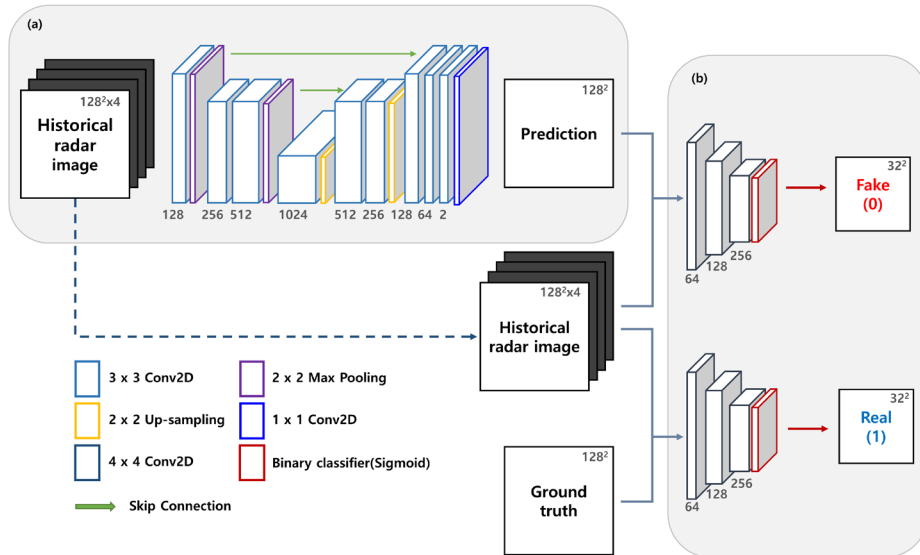 (a)
128²x4
Historical
radar
image
128
256
512
1024
512
256
128
64
2
128²
Prediction
(b)
64
128
256
32²
Fake
(0)
128²x4
Historical
radar image
3 x 3 Conv2D
2 x 2 Max Pooling
2 x 2 Up-sampling
1 x 1 Conv2D
4 x 4 Conv2D
Binary classifier(Sigmoid)
Skip Connection
128²
Ground
truth
64
128
256
32²
Real
(1)